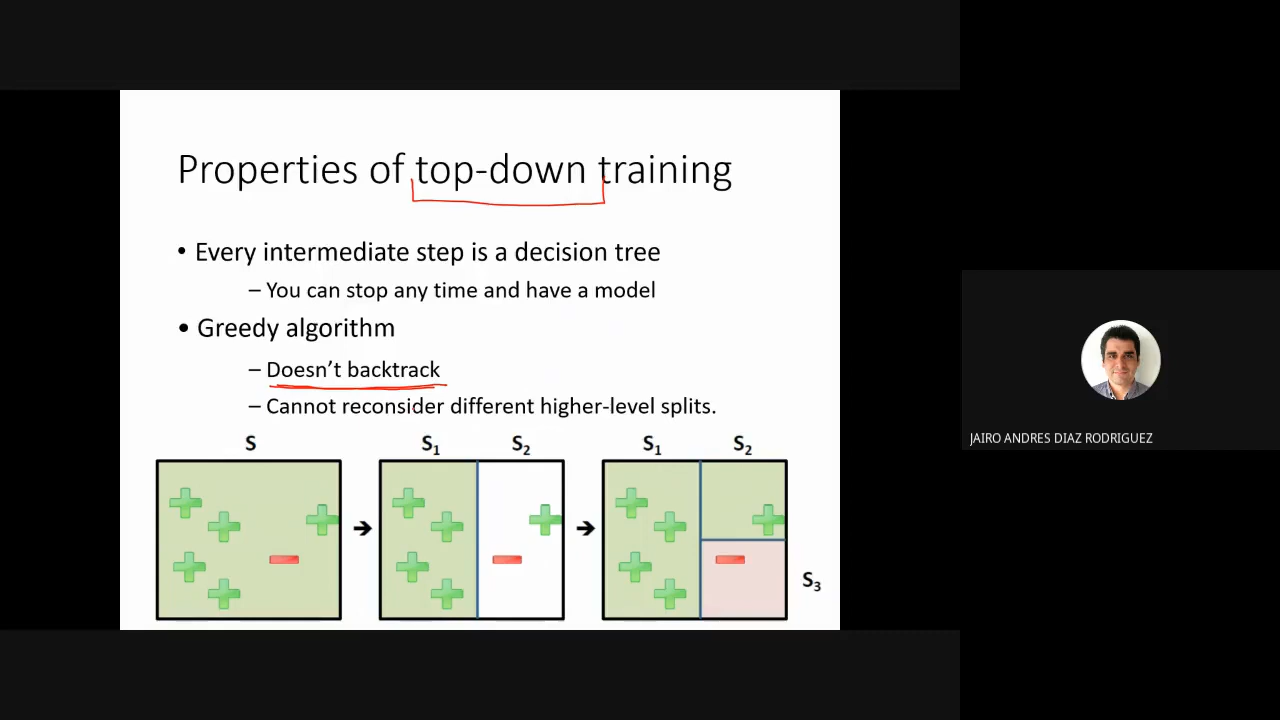 Properties of top-down training
• Every intermediate step is a decision tree
– You can stop any time and have a model
• Greedy algorithm
– Doesn’t backtrack
– Cannot reconsider different higher-level splits.
S S₁ S₂ S₁ S₂
S₃
JAIRO ANDRES DIAZ RODRIGUEZ